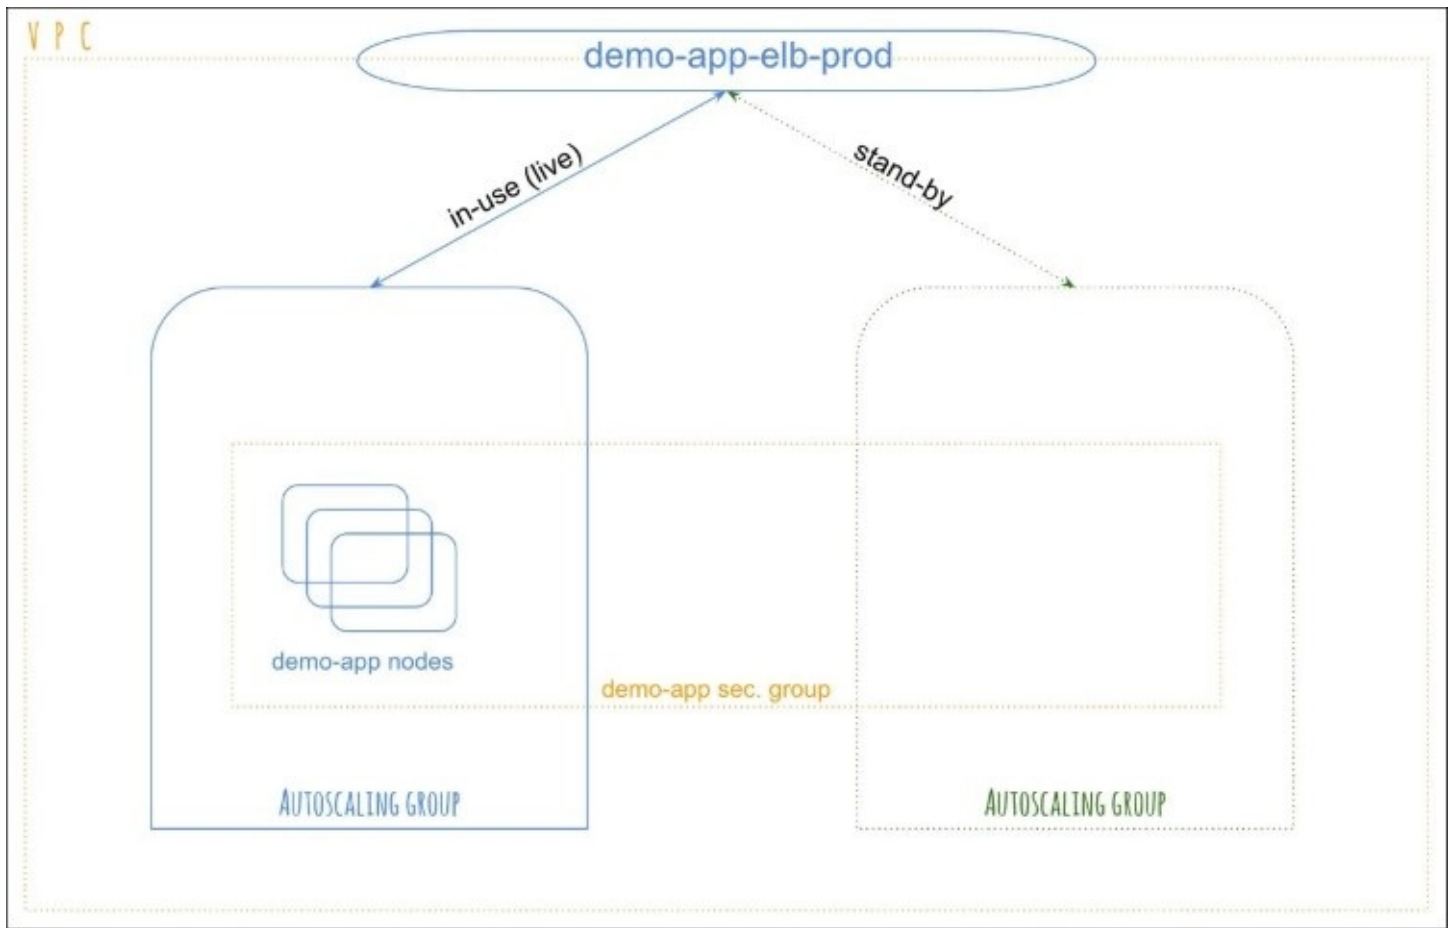 V P C
demo-app-elb-prod
in-use (live)
stand-by
demo-app nodes
demo-app sec. group
AUTOSCALING GROUP
AUTOSCALING GROUP